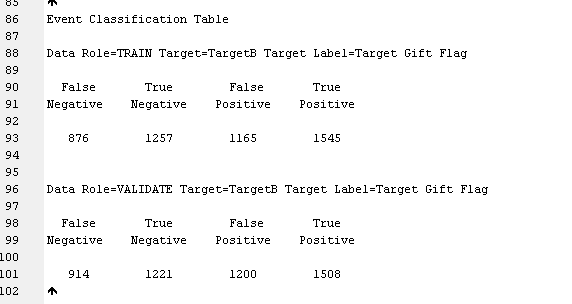 85
86 Event Classification Table
87
88 Data Role=TRAIN Target=TargetB Target Label=Target Gift Flag
89
90 False True False True
91 Negative Negative Positive Positive
92
93 876 1257 1165 1545
94
95
96 Data Role=VALIDATE Target=TargetB Target Label=Target Gift Flag
97
98 False True False True
99 Negative Negative Positive Positive
100
101 914 1221 1200 1508
102